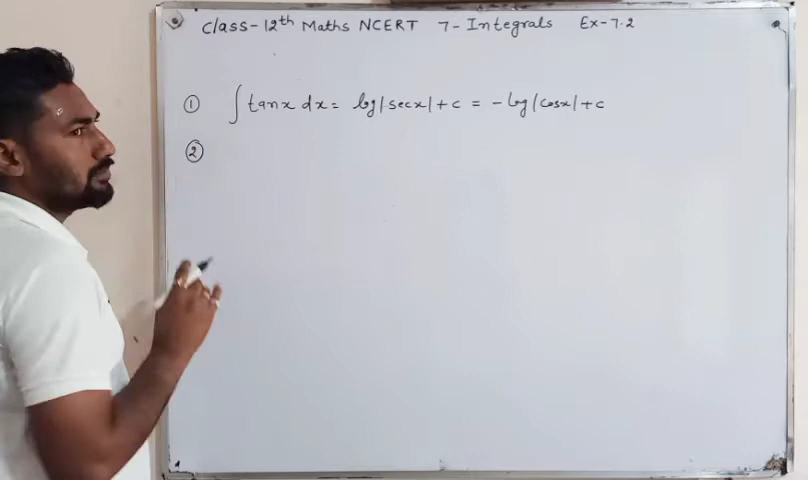 Class-12th Maths NCERT 7-Integrals Ex-7.2
① ∫ tanx dx = log|secx|+c = -log|cosx|+c
②